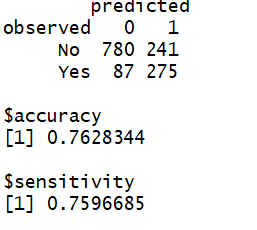 predicted
observed 0 1
No 780 241
Yes 87 275
$accuracy
[1] 0.7628344
$sensitivity
[1] 0.7596685